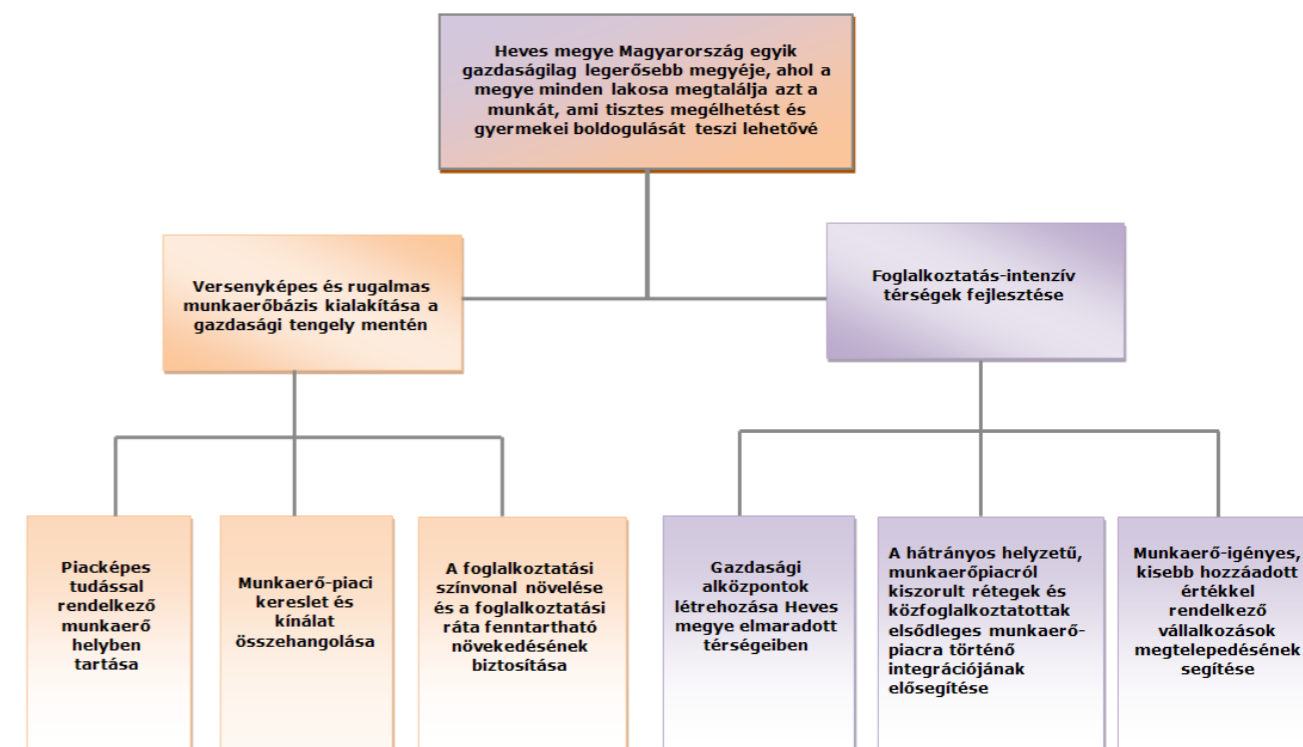 Heves megye Magyarország egyik
gazdaságilag legerősebb megyéje, ahol a
megye minden lakosa megtalálja azt a
munkát, ami tisztes megélhetést és
gyermekei boldogulását teszi lehetővé
Versenyképes és rugalmas
munkaerőbázis kialakítása a
gazdasági tengely mentén
Foglalkoztatás-intenzív
térségek fejlesztése
Piacképes
tudással
rendelkező
munkaerő
helyben
tartása
Munkaerő-piaci
kereslet és
kínálat
összehangolása
A foglalkoztatási
színvonal növelése
és a foglalkoztatási
ráta fenntartható
növekedésének
biztosítása
Gazdasági
alközpontok
létrehozása Heves
megye elmaradott
térségeiben
A hátrányos helyzetű,
munkaerőpiacról
kiszorult rétegek és
közfoglalkoztatottak
elsődleges munkaerő-
piacra történő
integrációjának
elősegítése
Munkaerő-igényes,
kisebb hozzáadott
értékkel
rendelkező
vállalkozások
megtelepedésének
segítése